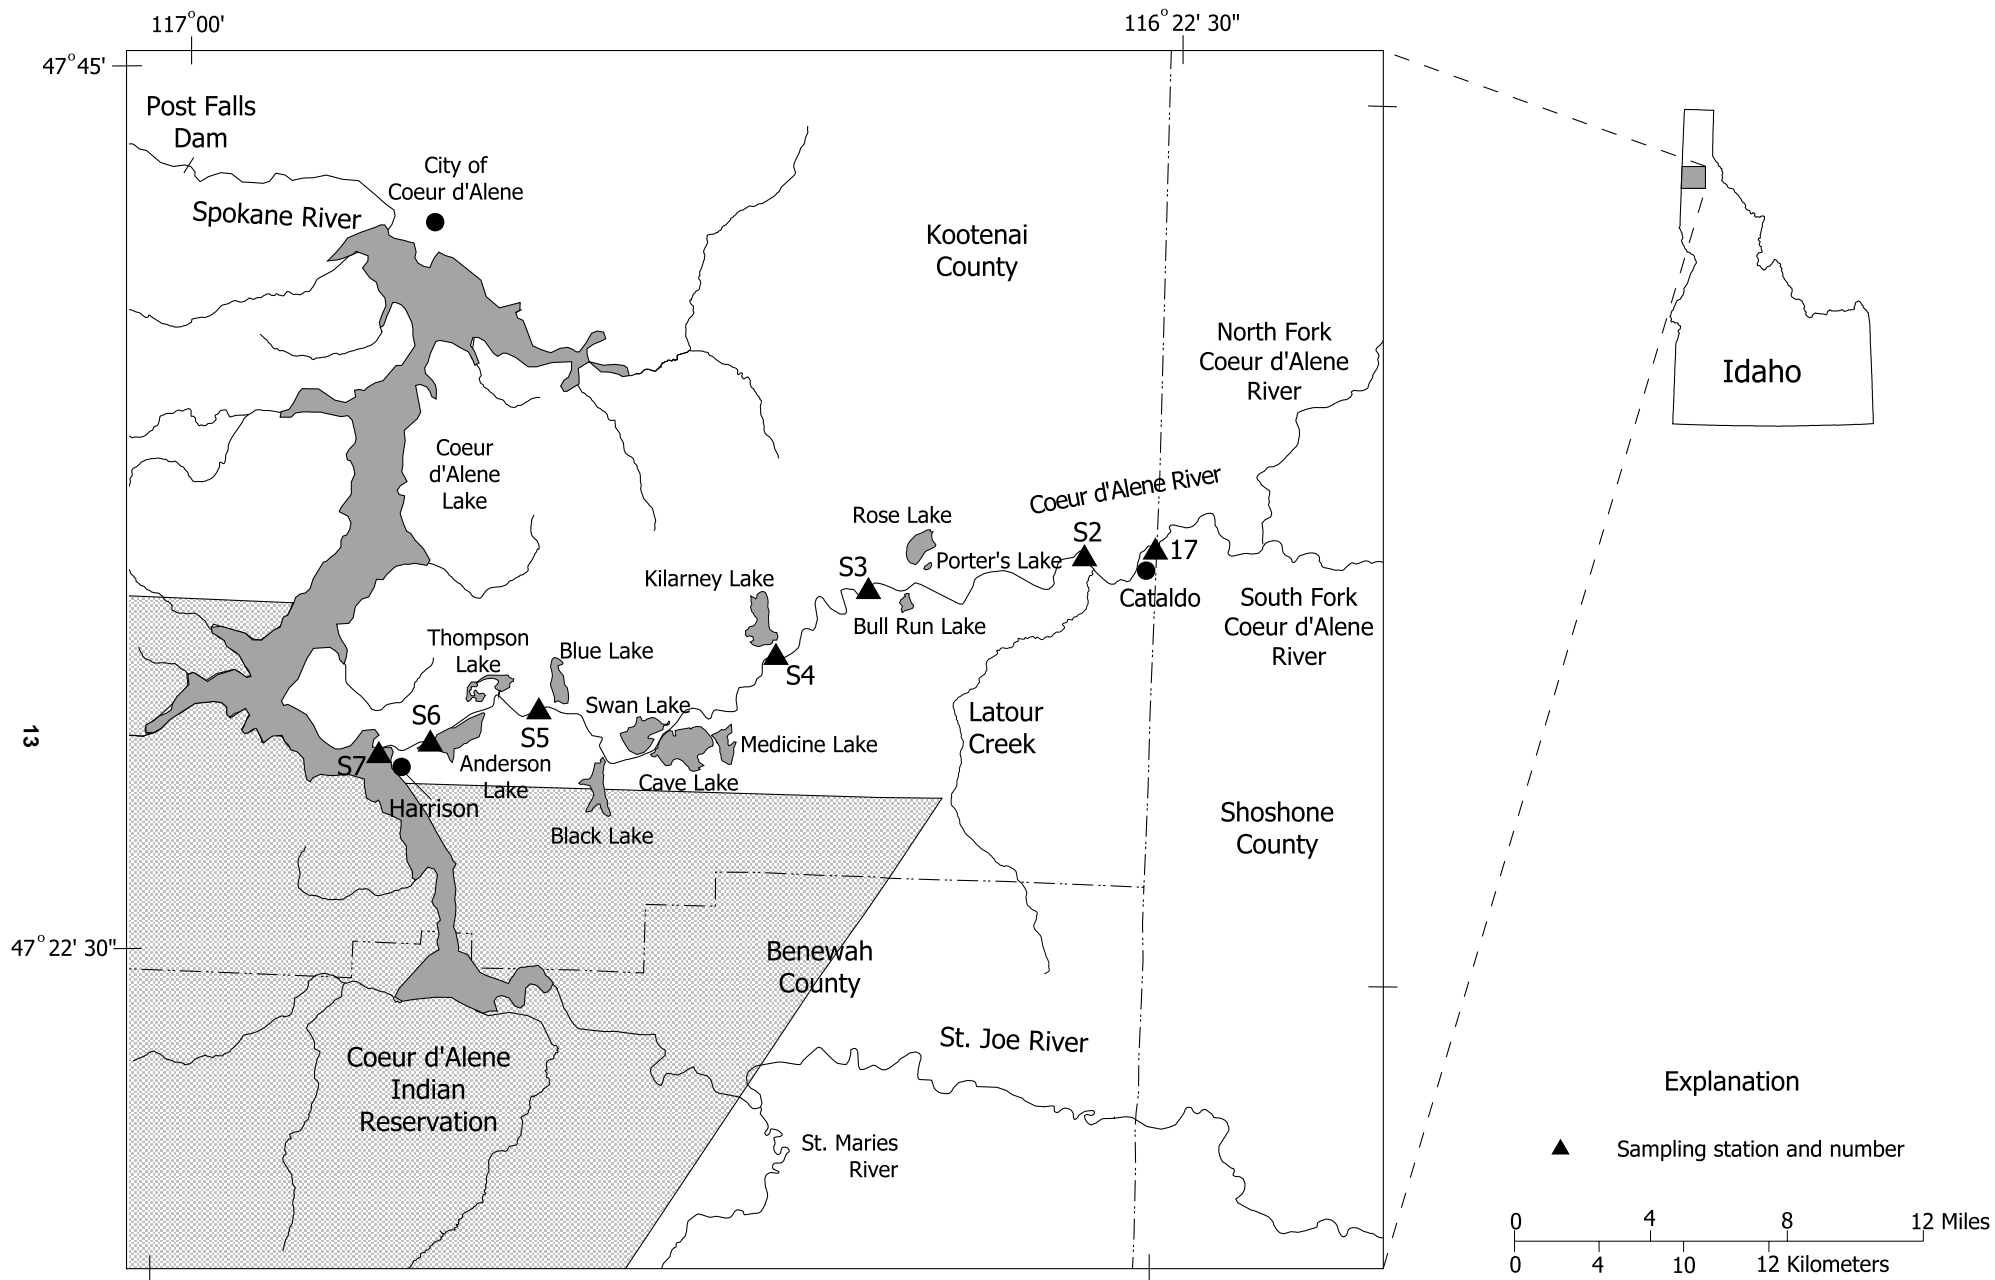 117°00'
116°22' 30"
47°45'
Post Falls
Dam
City of
Coeur d'Alene
Spokane River
Kootenai
County
North Fork
Coeur d'Alene
River
Idaho
Coeur
d'Alene
Lake
Coeur d'Alene River
Rose Lake
S2
17
Porter's Lake
S3
Kilarney Lake
Cataldo
South Fork
Coeur d'Alene
River
Bull Run Lake
Thompson
Lake
Blue Lake
S4
Swan Lake
S6
Latour
Creek
13
S5
Medicine Lake
S7
Anderson
Lake
Cave Lake
Harrison
Black Lake
Shoshone
County
47°22' 30"
Benewah
County
St. Joe River
Coeur d'Alene
Indian
Reservation
St. Maries
River
Explanation
Sampling station and number
0 4 8 12 Miles
0 4 10 12 Kilometers